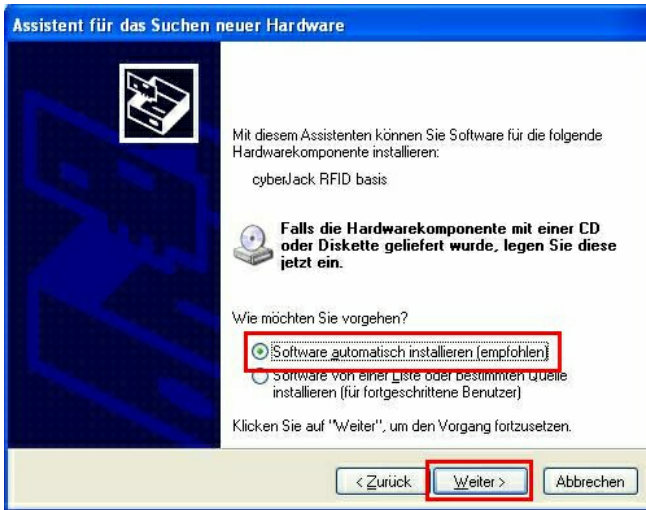 Assistent für das Suchen neuer Hardware
Mit diesem Assistenten können Sie Software für die folgende
Hardwarekomponente installieren:
cyberJack RFID basis
Falls die Hardwarekomponente mit einer CD
oder Diskette geliefert wurde, legen Sie diese
jetzt ein.
Wie möchten Sie vorgehen?
Software automatisch installieren (empfohlen)
Software von einer Liste oder bestimmten Quelle
installieren (für fortgeschrittene Benutzer)
Klicken Sie auf "Weiter", um den Vorgang fortzusetzen.
< Zurück Weiter > Abbrechen